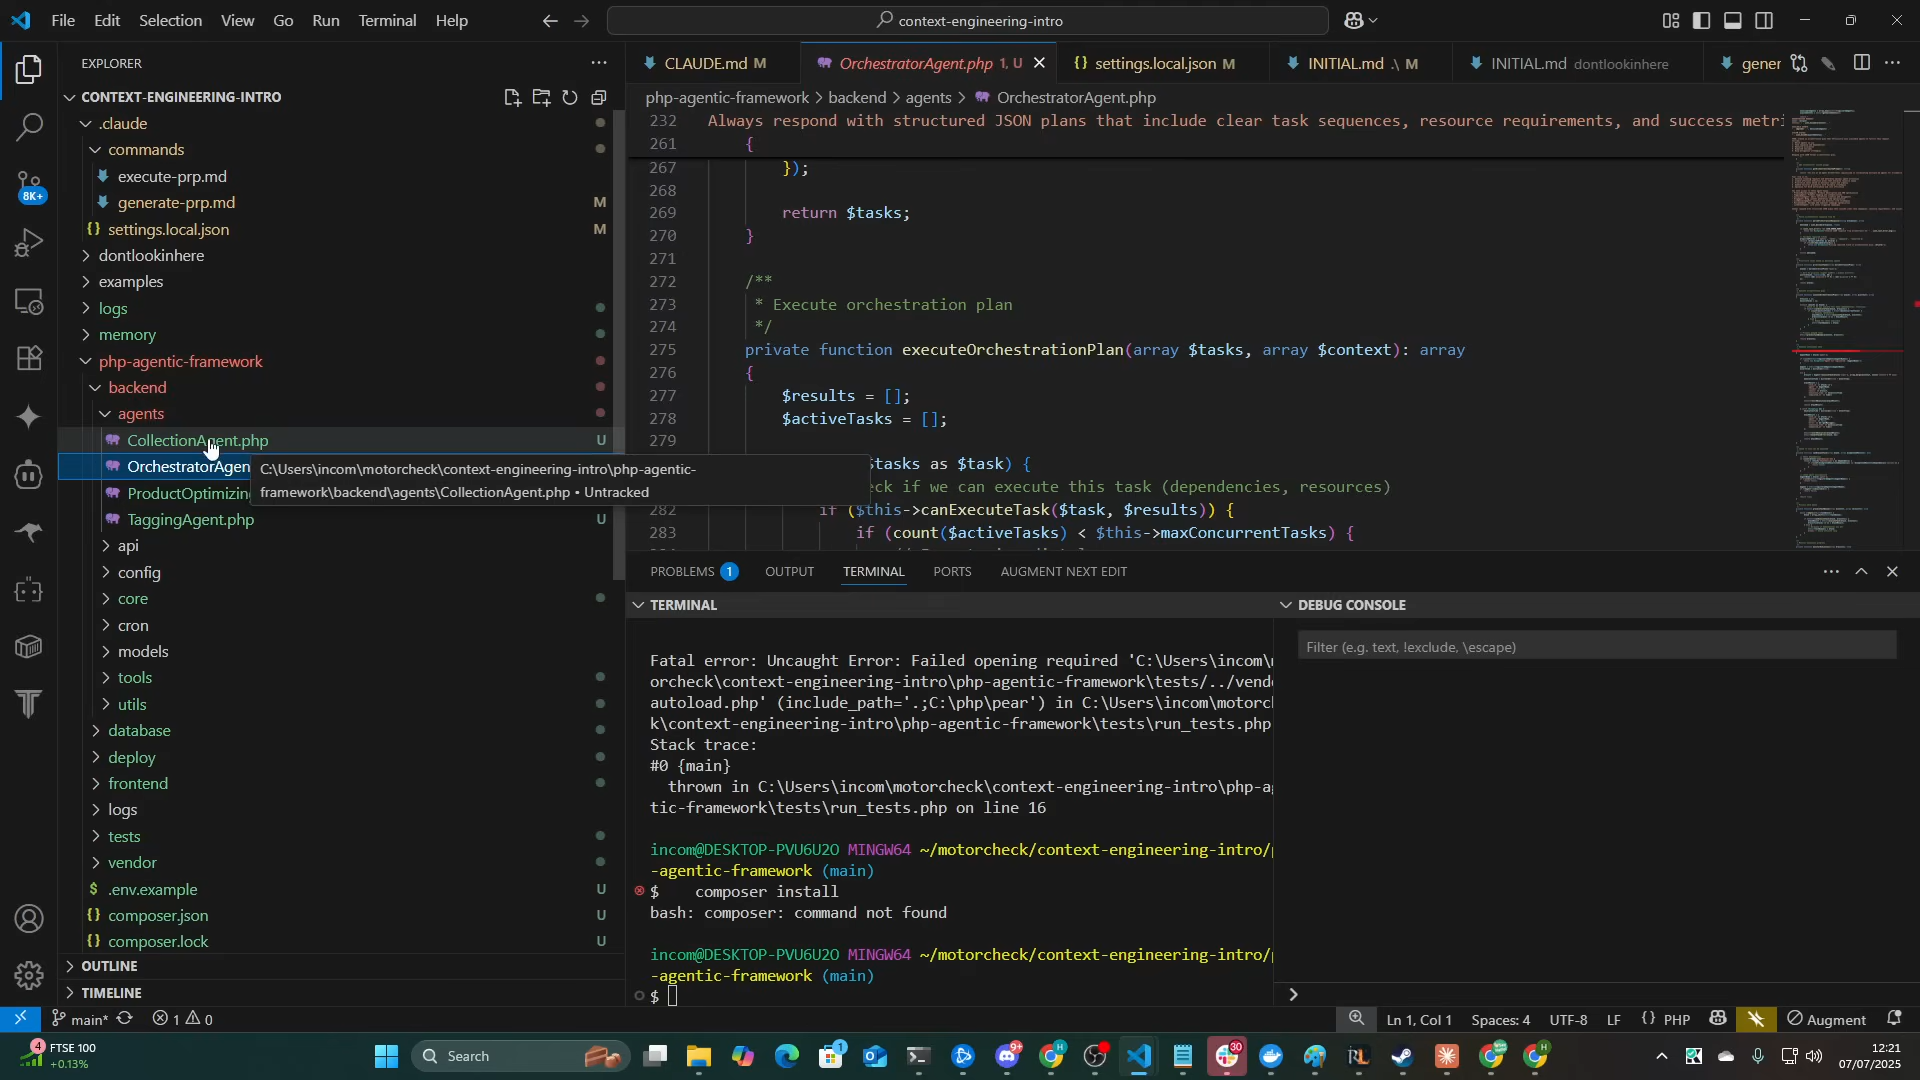 File Edit Selection View Go Run Terminal Help
context-engineering-intro
EXPLORER
CONTEXT-ENGINEERING-INTRO
.claude
commands
execute-prp.md
generate-prp.md M
settings.local.json M
dontlookinhere
examples
logs
memory
php-agentic-framework
backend
agents
CollectionAgent.php U
OrchestratorAgen
ProductOptimizing
TaggingAgent.php U
api
config
core
cron
models
tools
utils
database
deploy
frontend
logs
tests
vendor
.env.example U
composer.json U
composer.lock U
OUTLINE
TIMELINE
8K+
C:\Users\incom\motorcheck\context-engineering-intro\php-agentic-
framework\backend\agents\CollectionAgent.php • Untracked
CLAUDE.md M
OrchestratorAgent.php 1, U
settings.local.json M
INITIAL.md .\ M
INITIAL.md dontlookinhere
gener
php-agentic-framework > backend > agents > OrchestratorAgent.php
232 Always respond with structured JSON plans that include clear task sequences, resource requirements, and success metri
261 {
267 });
268
269 return $tasks;
270 }
271
272 /**
273 * Execute orchestration plan
274 */
275 private function executeOrchestrationPlan(array $tasks, array $context): array
276 {
277 $results = [];
278 $activeTasks = [];
279
$tasks as $task) {
ck if we can execute this task (dependencies, resources)
282 if ($this->canExecuteTask($task, $results)) {
283 if (count($activeTasks) < $this->maxConcurrentTasks) {
PROBLEMS 1 OUTPUT TERMINAL PORTS AUGMENT NEXT EDIT
TERMINAL
Fatal error: Uncaught Error: Failed opening required 'C:\Users\incom\m
orcheck\context-engineering-intro\php-agentic-framework\tests/../vend
autoload.php' (include_path='.;C:\php\pear') in C:\Users\incom\motorc
k\context-engineering-intro\php-agentic-framework\tests\run_tests.php
Stack trace:
#0 {main}
thrown in C:\Users\incom\motorcheck\context-engineering-intro\php-ag
tic-framework\tests\run_tests.php on line 16
incom@DESKTOP-PVU6U2O MINGW64 ~/motorcheck/context-engineering-intro/p
-agentic-framework (main)
$ composer install
bash: composer: command not found
incom@DESKTOP-PVU6U2O MINGW64 ~/motorcheck/context-engineering-intro/p
-agentic-framework (main)
$
DEBUG CONSOLE
Filter (e.g. text, !exclude, \escape)
main* 1 0
Ln 1, Col 1 Spaces: 4 UTF-8 LF {} PHP Augment
4 FTSE 100
+0.13%
Search
1
9+
30
12:21
07/07/2025